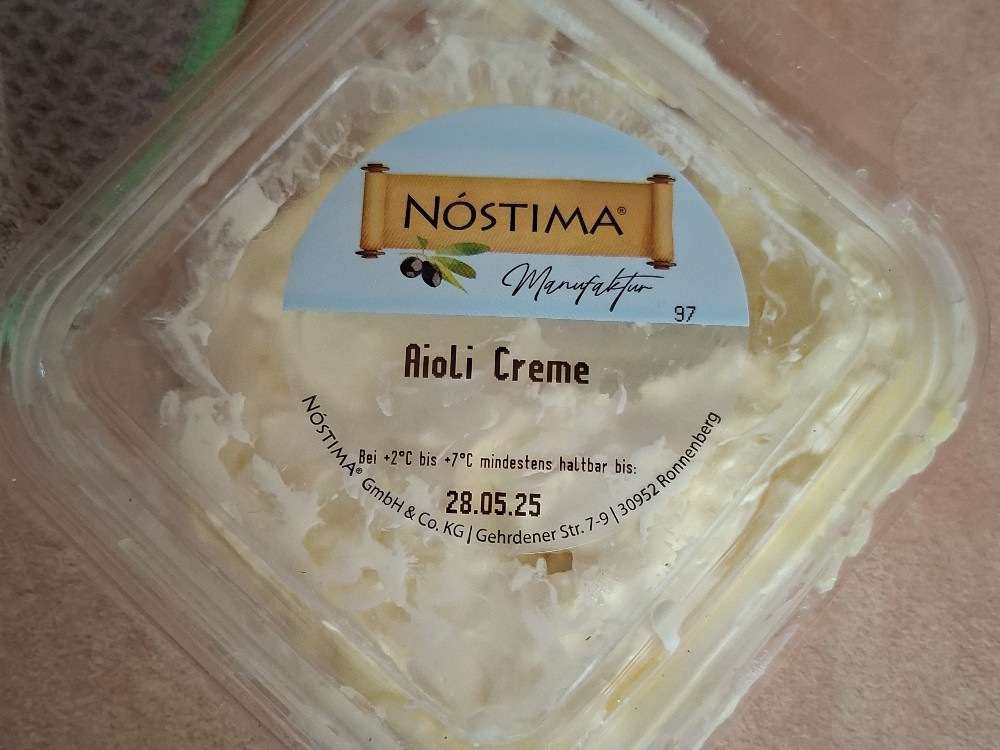 NÓSTIMA®
Manufaktur
97
Aioli Creme
Bei +2°C bis +7°C mindestens haltbar bis:
28.05.25
NÓSTIMA® GmbH & Co. KG | Gehrdener Str. 7-9 | 30952 Ronnenberg